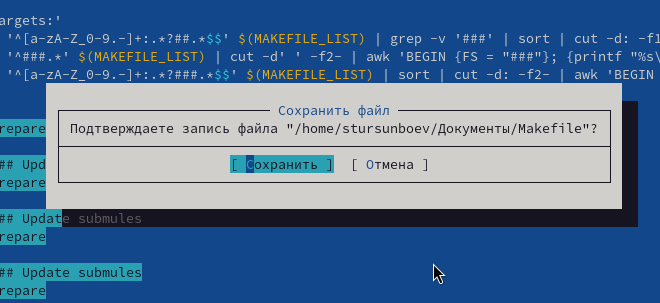 argets:'
'^[a-zA-Z_0-9.-]+:.*?##.*$$' $(MAKEFILE_LIST) | grep -v '###' | sort | cut -d: -f1
'^###.*' $(MAKEFILE_LIST) | cut -d' ' -f2- | awk 'BEGIN {FS = "###"}; {printf "%s\
'^[a-zA-Z_0-9.-]+:.*?###.*$$' $(MAKEFILE_LIST) | sort | cut -d: -f2- | awk 'BEGIN
Сохранить файл
repare
Подтверждаете запись файла "/home/stursunboev/Документы/Makefile"?
## Upd
[ Сохранить ] [ Отмена ]
repare
## Update submules
repare
## Update submules
repare